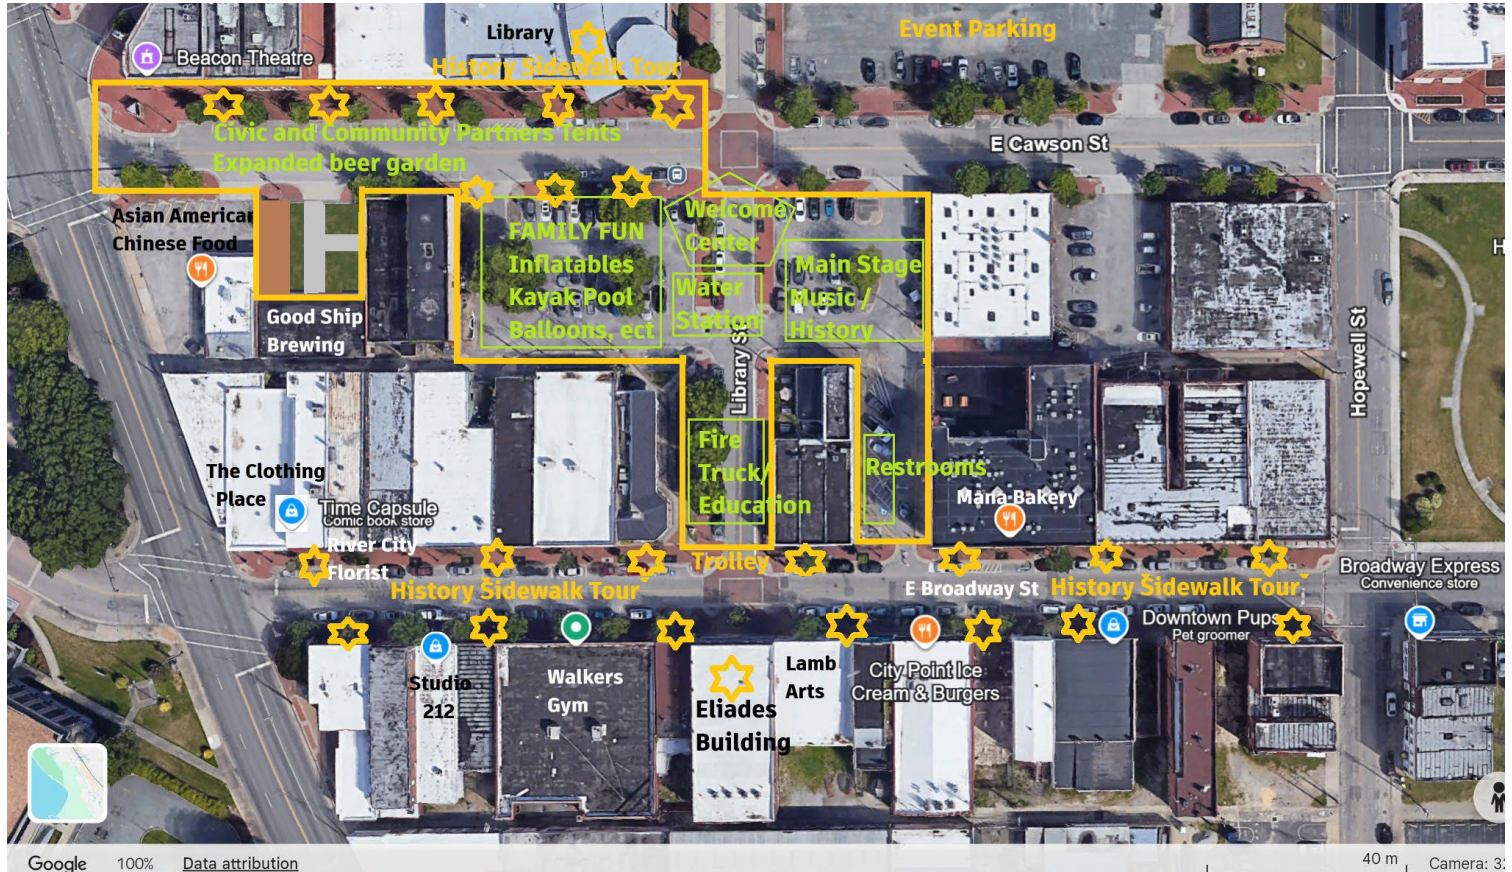 Library
Event Parking
Beacon Theatre
History Sidewalk Tour
Civic and Community Partners Tents
Expanded beer garden
E Cawson St
Asian American
Chinese Food
FAMILY FUN
Inflatables
Kayak Pool
Balloons, ect
Welcome
Center
Water
Station
Main Stage
Music /
History
Good Ship
Brewing
Library St
Hopewell St
H
Fire
Truck/
Education
Restrooms
The Clothing
Place
Time Capsule
Comic book store
River City
Florist
Mana Bakery
Trolley
History Sidewalk Tour
E Broadway St
History Sidewalk Tour
Broadway Express
Convenience store
Downtown Pups
Pet groomer
Studio
212
Walkers
Gym
Eliades
Building
Lamb
Arts
City Point Ice
Cream & Burgers
Google
100%
Data attribution
40 m
Camera: 32